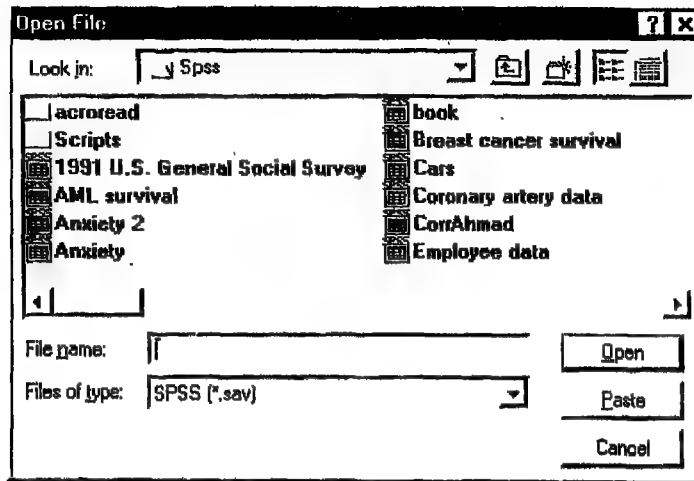 Open File
Look in: Spss
acroread
Scripts
1991 U.S. General Social Survey
AML survival
Anxiety 2
Anxiety
book
Breast cancer survival
Cars
Coronary artery data
CorrAhmad
Employee data
File name:
Open
Files of type: SPSS (*.sav)
Paste
Cancel